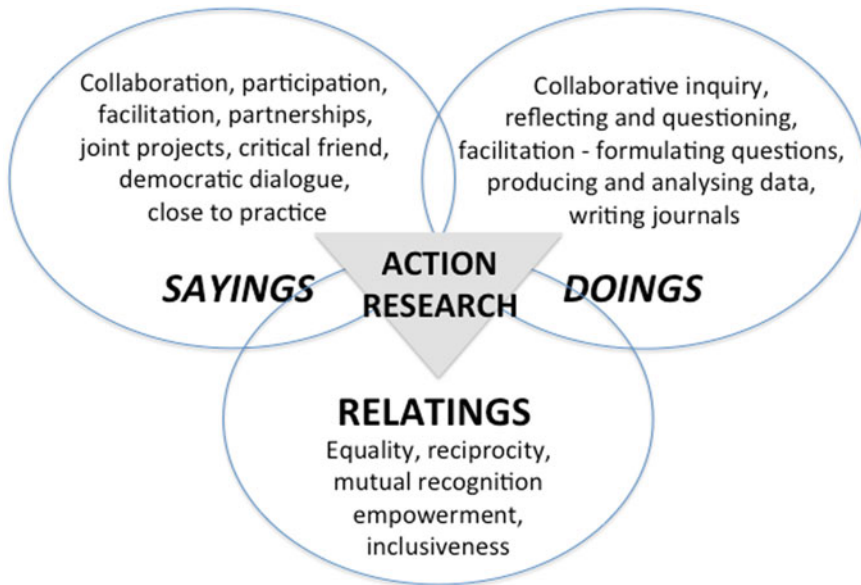 Collaboration, participation,
facilitation, partnerships,
joint projects, critical friend,
democratic dialogue,
close to practice
SAYINGS
Collaborative inquiry,
reflecting and questioning,
facilitation - formulating questions,
producing and analysing data,
writing journals
DOINGS
ACTION
RESEARCH
RELATINGS
Equality, reciprocity,
mutual recognition
empowerment,
inclusiveness